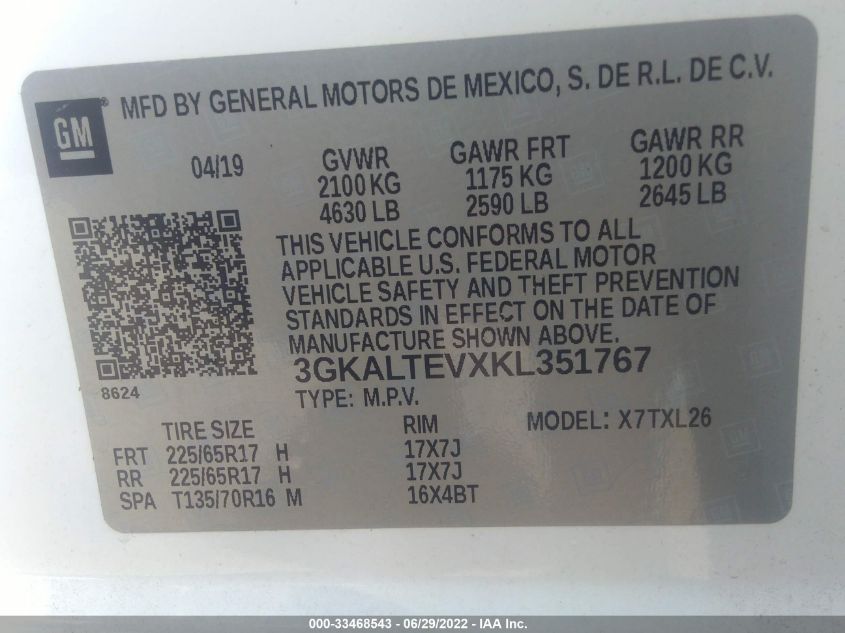 GM®
MFD BY GENERAL MOTORS DE MEXICO, S. DE R.L. DE C.V.
04/19 GVWR GAWR FRT GAWR RR
2100 KG 1175 KG 1200 KG
4630 LB 2590 LB 2645 LB
THIS VEHICLE CONFORMS TO ALL
APPLICABLE U.S. FEDERAL MOTOR
VEHICLE SAFETY AND THEFT PREVENTION
STANDARDS IN EFFECT ON THE DATE OF
MANUFACTURE SHOWN ABOVE.
3GKALTEVXKL351767
8624
TYPE: M.P.V.
TIRE SIZE RIM MODEL: X7TXL26
FRT 225/65R17 H 17X7J
RR 225/65R17 H 17X7J
SPA T135/70R16 M 16X4BT
000-33468543 - 06/29/2022 - IAA Inc.